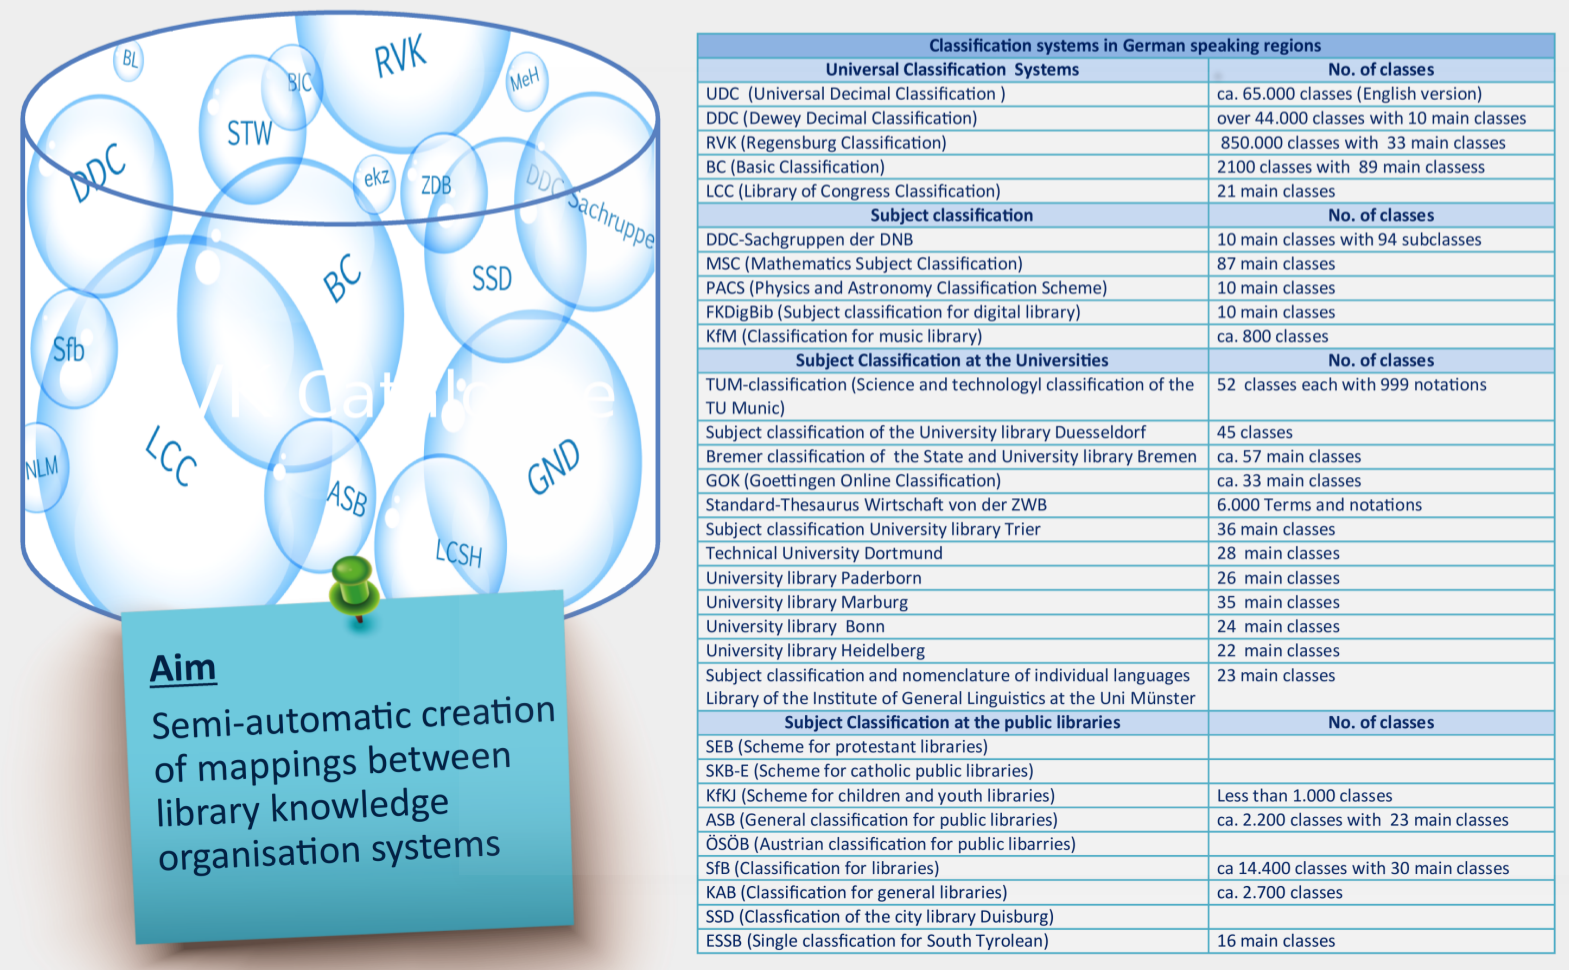 BL
RVK
BIC
MeH
STW
DDC
ekz
ZDB
DDC Sachruppe
BC
SSD
Sfb
LCC
NLM
ASB
GND
LCSH
Aim
Semi-automatic creation
of mappings between
library knowledge
organisation systems
Classification systems in German speaking regions
Universal Classification Systems No. of classes
UDC (Universal Decimal Classification ) ca. 65.000 classes (English version)
DDC (Dewey Decimal Classification) over 44.000 classes with 10 main classes
RVK (Regensburg Classification) 850.000 classes with 33 main classes
BC (Basic Classification) 2100 classes with 89 main classess
LCC (Library of Congress Classification) 21 main classes
Subject classification No. of classes
DDC-Sachgruppen der DNB 10 main classes with 94 subclasses
MSC (Mathematics Subject Classification) 87 main classes
PACS (Physics and Astronomy Classification Scheme) 10 main classes
FKDigBib (Subject classification for digital library) 10 main classes
KfM (Classification for music library) ca. 800 classes
Subject Classification at the Universities No. of classes
TUM-classification (Science and technologyl classification of the 52 classes each with 999 notations
TU Munic)
Subject classification of the University library Duesseldorf 45 classes
Bremer classification of the State and University library Bremen ca. 57 main classes
GOK (Goettingen Online Classification) ca. 33 main classes
Standard-Thesaurus Wirtschaft von der ZWB 6.000 Terms and notations
Subject classification University library Trier 36 main classes
Technical University Dortmund 28 main classes
University library Paderborn 26 main classes
University library Marburg 35 main classes
University library Bonn 24 main classes
University library Heidelberg 22 main classes
Subject classification and nomenclature of individual languages 23 main classes
Library of the Institute of General Linguistics at the Uni Münster
Subject Classification at the public libraries No. of classes
SEB (Scheme for protestant libraries)
SKB-E (Scheme for catholic public libraries)
KfKJ (Scheme for children and youth libraries) Less than 1.000 classes
ASB (General classification for public libraries) ca. 2.200 classes with 23 main classes
ÖSÖB (Austrian classification for public libarries)
SfB (Classification for libraries) ca 14.400 classes with 30 main classes
KAB (Classification for general libraries) ca. 2.700 classes
SSD (Classfication of the city library Duisburg)
ESSB (Single classfication for South Tyrolean) 16 main classes